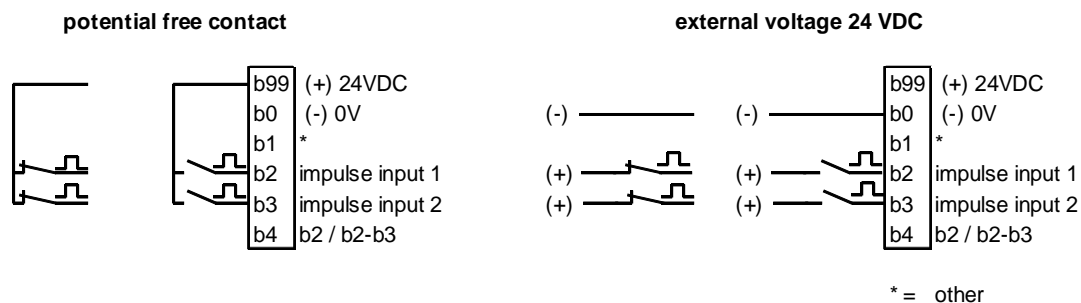 potential free contact
external voltage 24 VDC
b99 (+) 24VDC
b0 (-) 0V
b1 *
b2 impulse input 1
b3 impulse input 2
b4 b2 / b2-b3
b99 (+) 24VDC
(-) (-) b0 (-) 0V
b1 *
(+) (+) b2 impulse input 1
(+) (+) b3 impulse input 2
b4 b2 / b2-b3
* = other